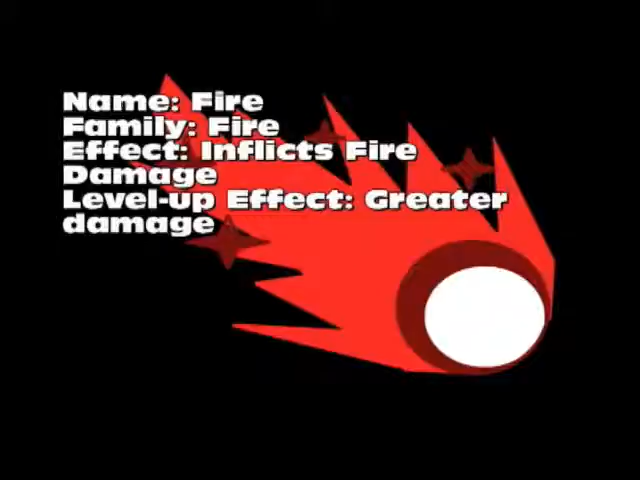 Name: Fire
Family: Fire
Effect: Inflicts Fire
Damage
Level-up Effect: Greater
damage